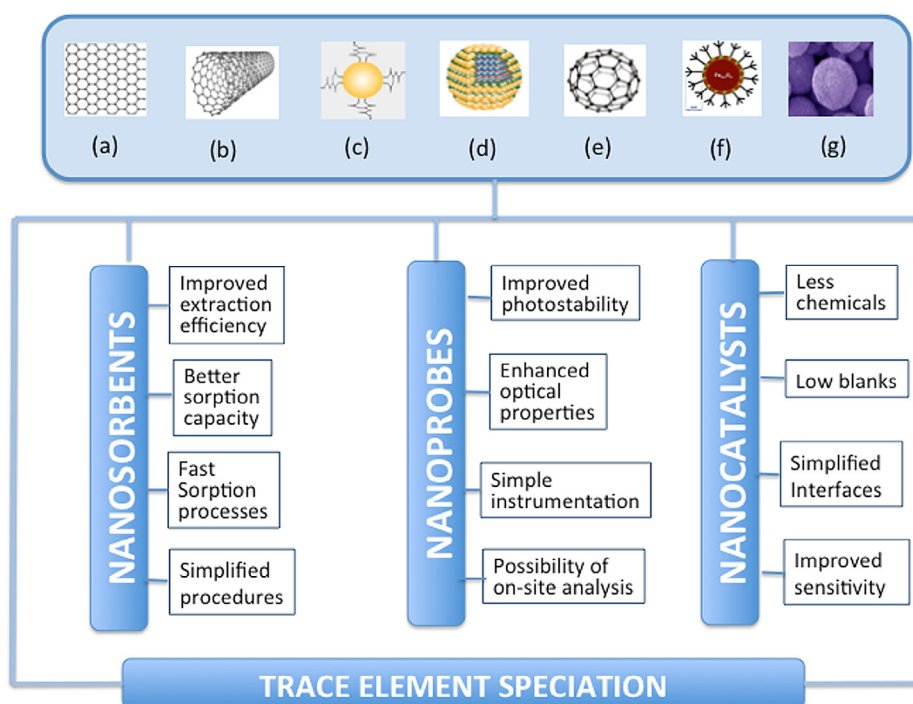 (a)
(b)
(c)
(d)
(e)
(f)
(g)
NANOSORBENTS
Improved
extraction
efficiency
Better
sorption
capacity
Fast
Sorption
processes
Simplified
procedures
NANOPROBES
Improved
photostability
Enhanced
optical
properties
Simple
instrumentation
Possibility of
on-site analysis
NANOCATALYSTS
Less
chemicals
Low blanks
Simplified
Interfaces
Improved
sensitivity
TRACE ELEMENT SPECIATION